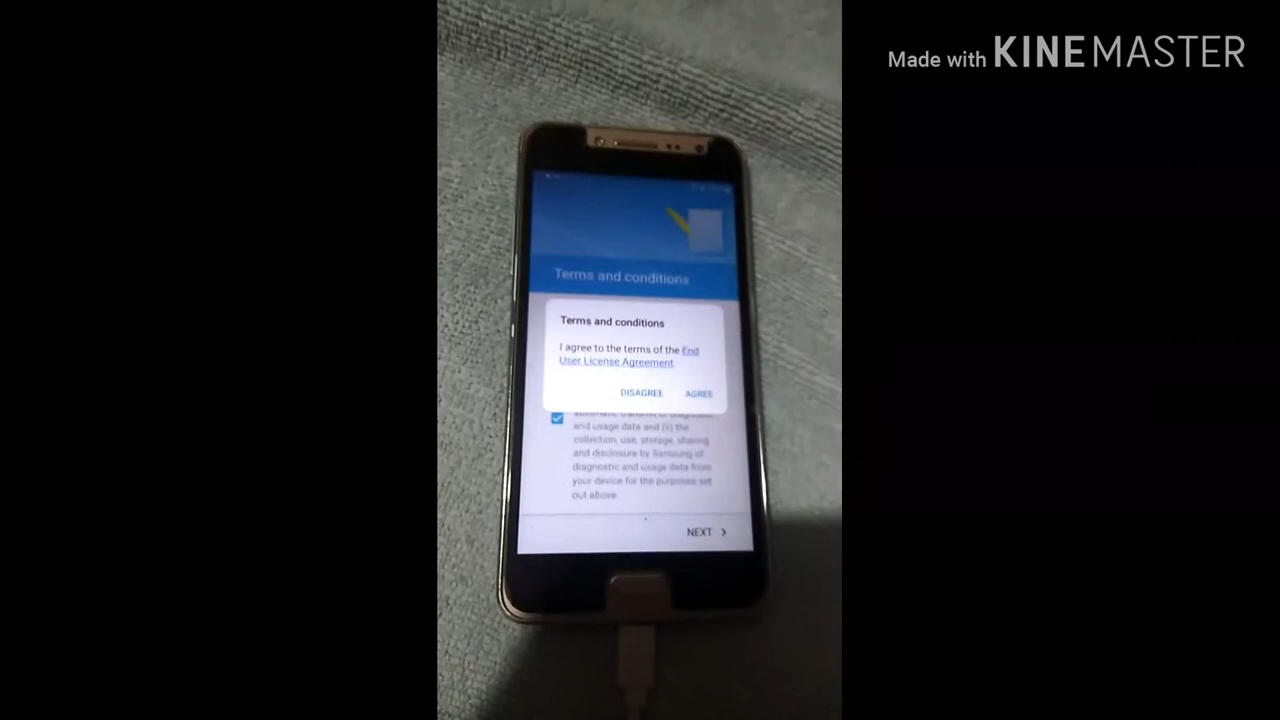 Made with KINEMASTER
Terms and conditions
Terms and conditions
I agree to the terms of the End
User License Agreement
DISAGREE AGREE
and usage data and (ii) the
collection, use, storage, sharing
and disclosure by Samsung of
diagnostic and usage data from
your device for the purposes set
out above.
NEXT >